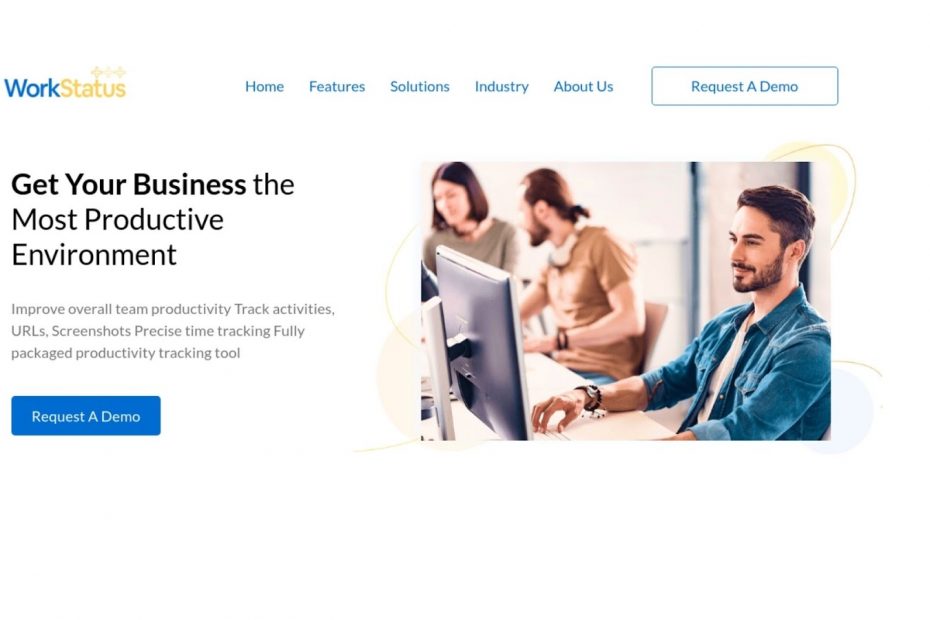 WorkStatus
Home Features Solutions Industry About Us Request A Demo
Get Your Business the
Most Productive
Environment
Improve overall team productivity Track activities,
URLs, Screenshots Precise time tracking Fully
packaged productivity tracking tool
Request A Demo